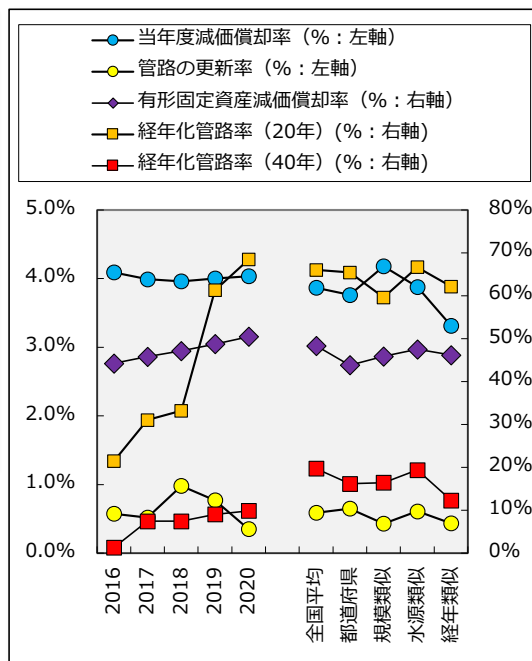 当年度減価償却率（%：左軸）
管路の更新率（%：左軸）
有形固定資産減価償却率（%：右軸）
経年化管路率（20年）(%：右軸)
経年化管路率（40年）(%：右軸)
5.0%
4.0%
3.0%
2.0%
1.0%
0.0%
80%
70%
60%
50%
40%
30%
20%
10%
0%
2016
2017
2018
2019
2020
全国平均
都道府県
規模類似
水源類似
経年類似